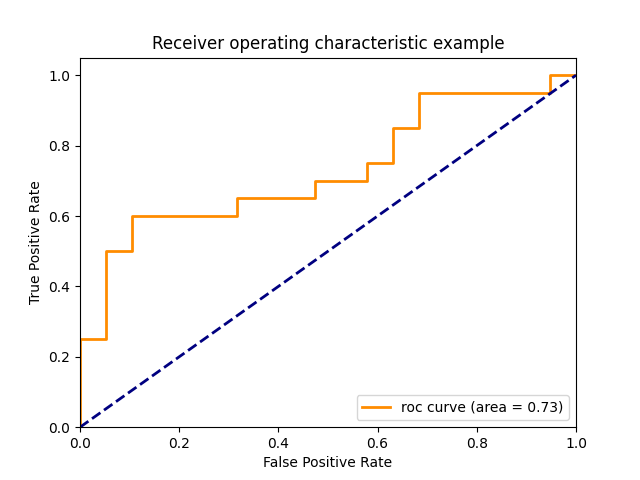 Receiver operating characteristic example
True Positive Rate
1.0
0.8
0.6
0.4
0.2
0.0
roc curve (area = 0.73)
0.0 0.2 0.4 0.6 0.8 1.0
False Positive Rate